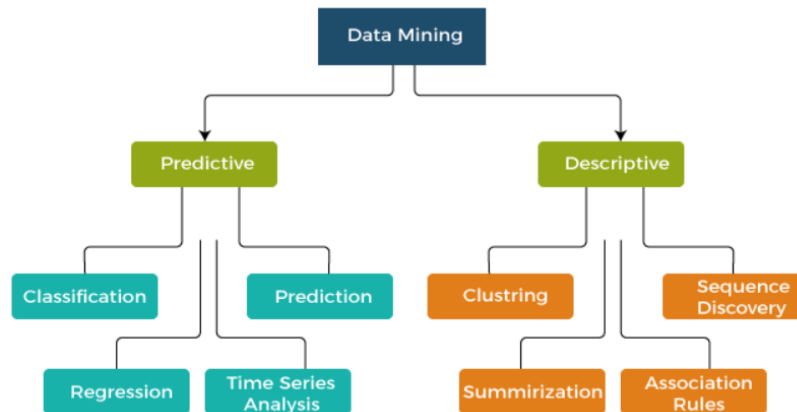 Data Mining
Predictive
Descriptive
Classification
Prediction
Clustring
Sequence
Discovery
Regression
Time Series
Analysis
Summirization
Association
Rules